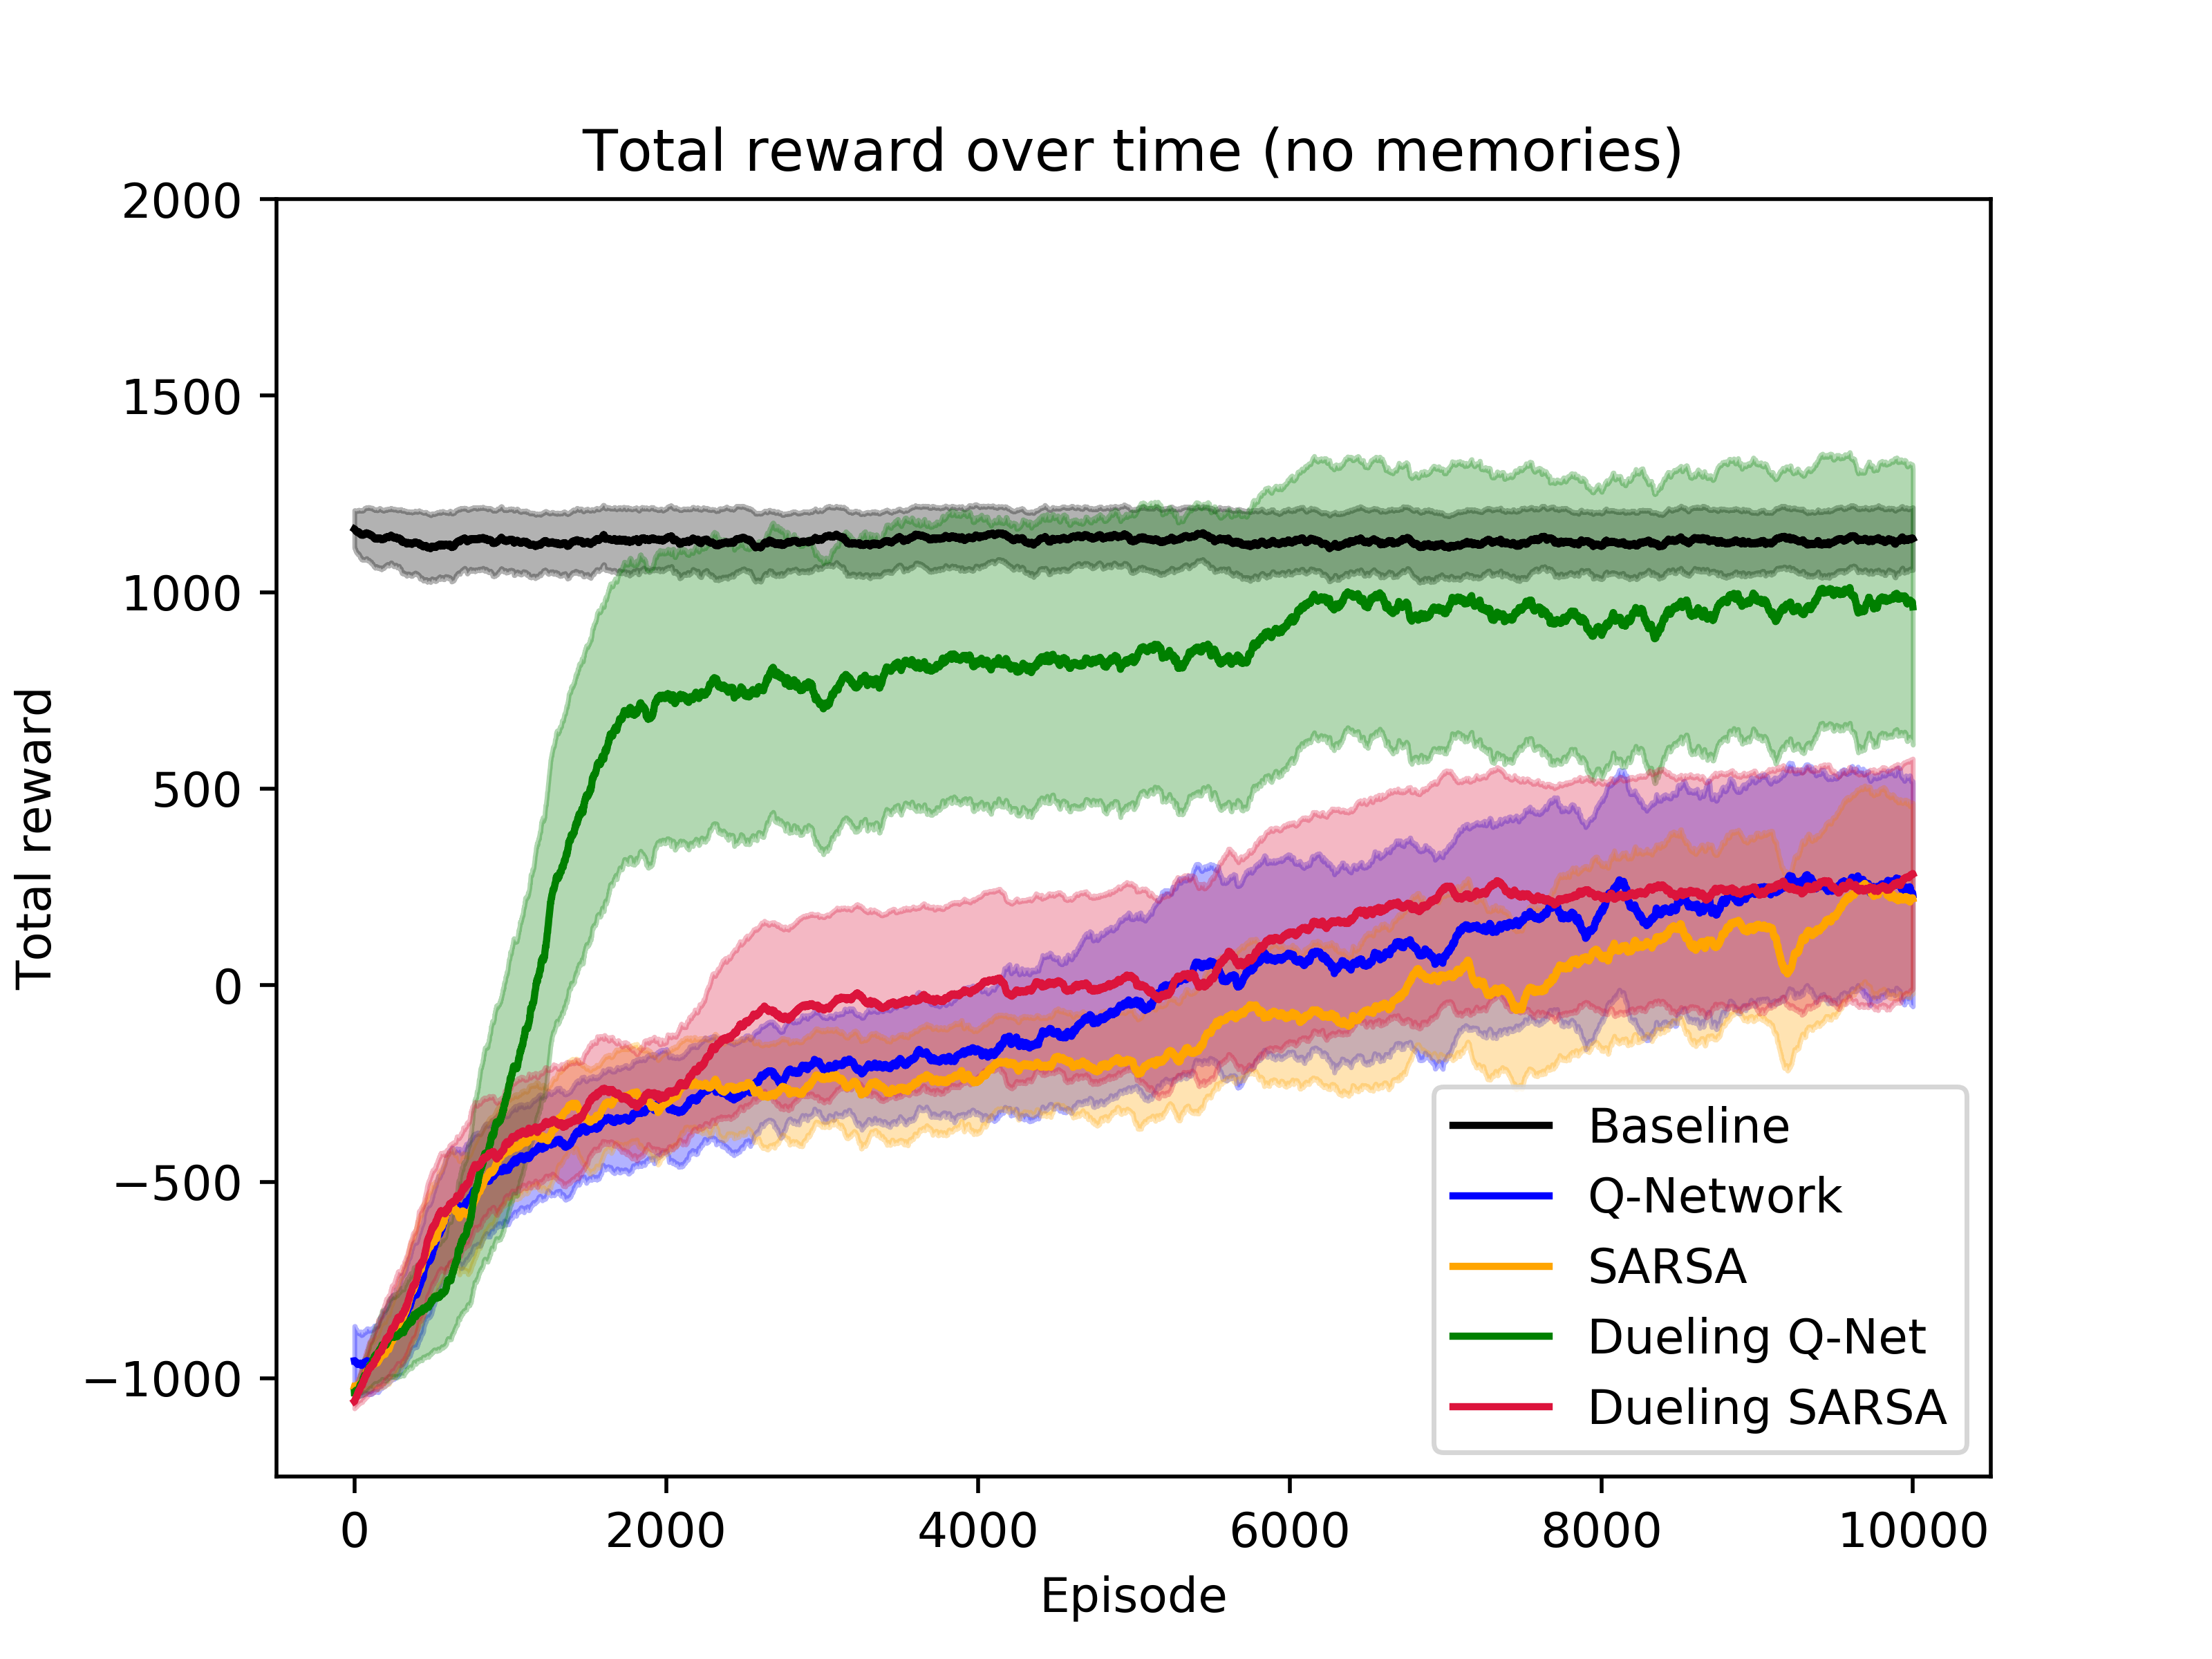 Total reward over time (no memories)
2000
1500
1000
500
0
−500
−1000
Total reward
0 2000 4000 6000 8000 10000
Episode
Baseline
Q-Network
SARSA
Dueling Q-Net
Dueling SARSA